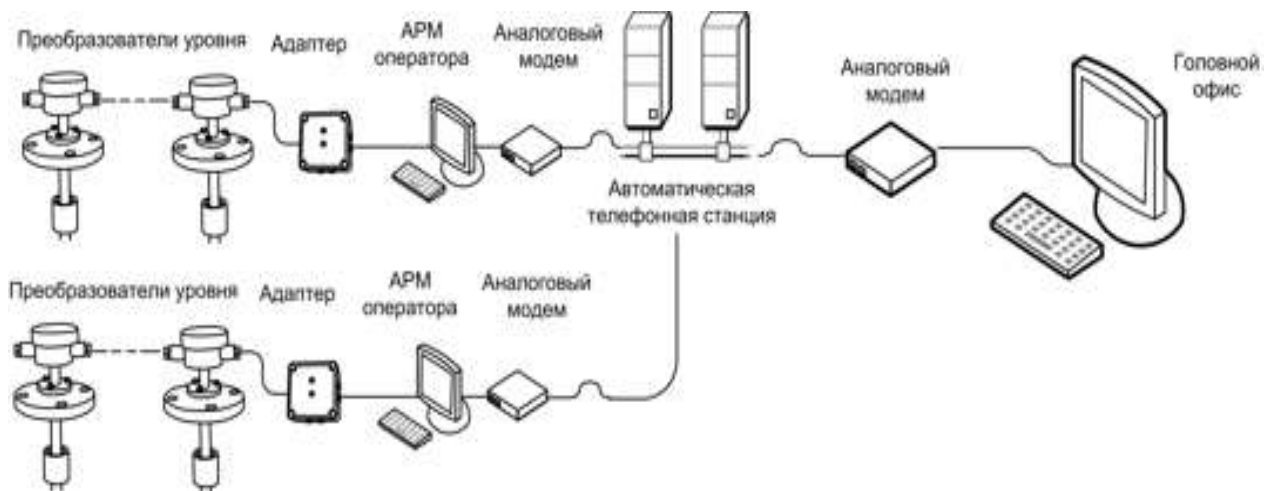 Преобразователи уровня
Адаптер
АРМ
оператора
Аналоговый
модем
Аналоговый
модем
Головной
офис
Автоматическая
телефонная станция
Преобразователи уровня
Адаптер
АРМ
оператора
Аналоговый
модем